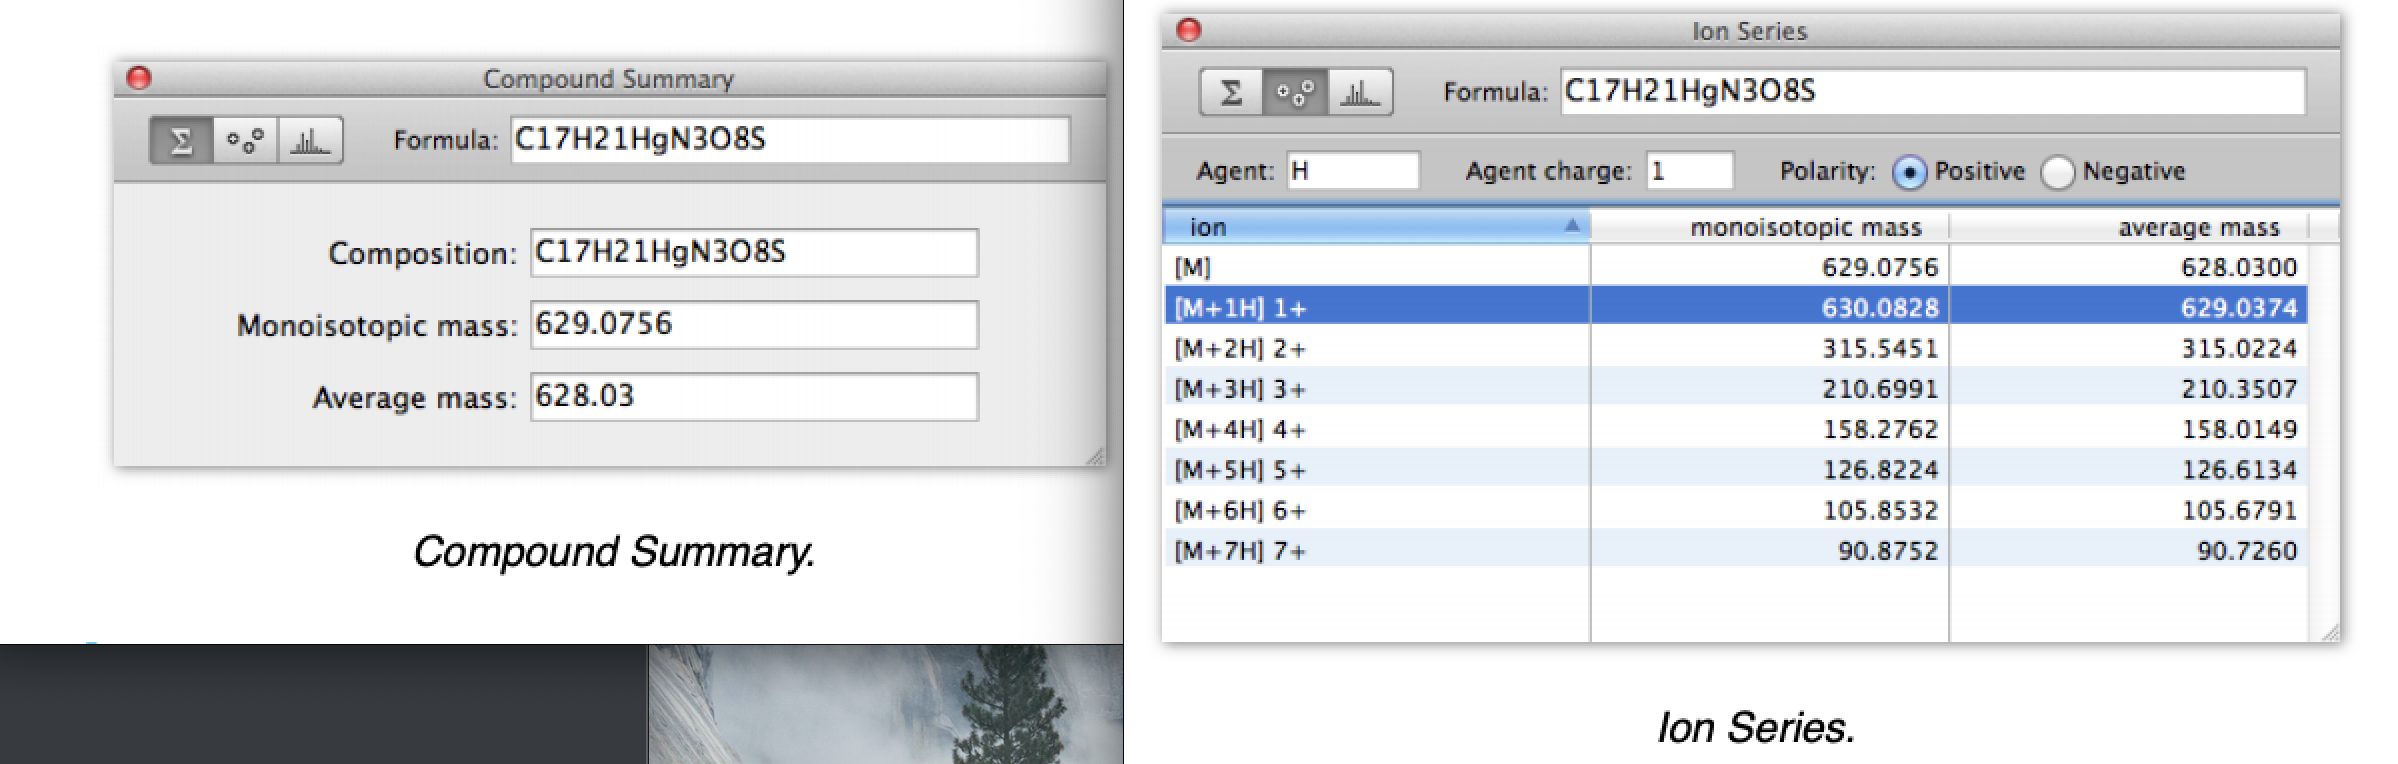 Compound Summary
Formula: C17H21HgN3O8S
Composition: C17H21HgN3O8S
Monoisotopic mass: 629.0756
Average mass: 628.03
Compound Summary.
Ion Series
Σ Formula: C17H21HgN3O8S
Agent: H Agent charge: 1 Polarity: Positive Negative
ion monoisotopic mass average mass
[M] 629.0756 628.0300
[M+1H] 1+ 630.0828 629.0374
[M+2H] 2+ 315.5451 315.0224
[M+3H] 3+ 210.6991 210.3507
[M+4H] 4+ 158.2762 158.0149
[M+5H] 5+ 126.8224 126.6134
[M+6H] 6+ 105.8532 105.6791
[M+7H] 7+ 90.8752 90.7260
Ion Series.